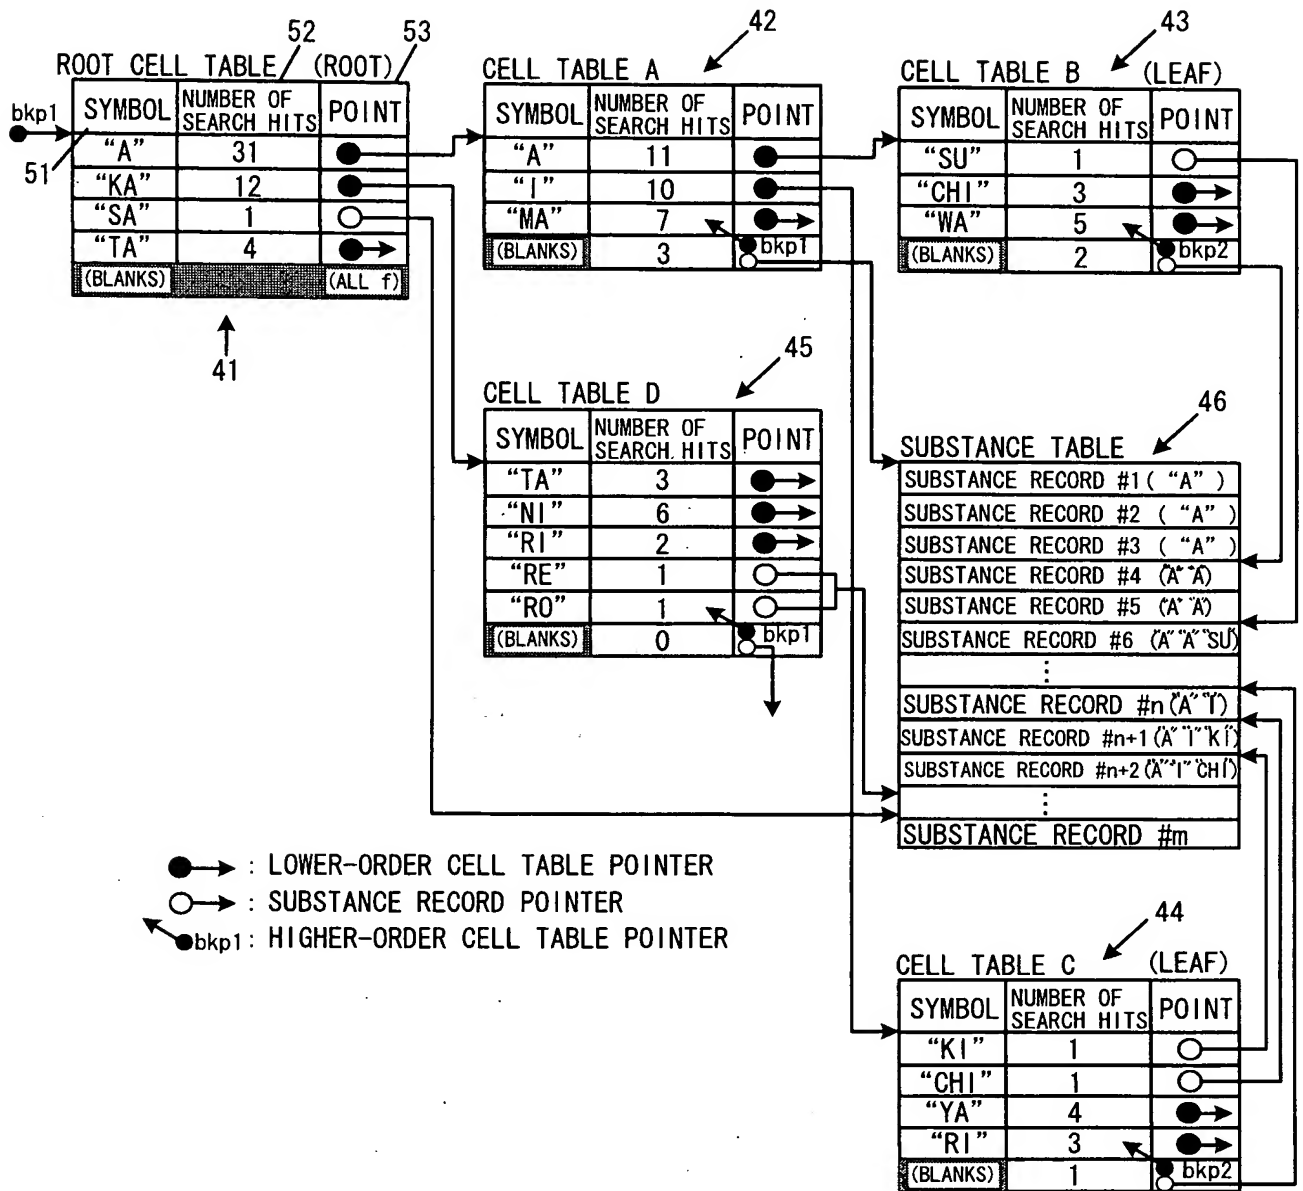 52 53 42 43
ROOT CELL TABLE (ROOT)
bkp1
SYMBOL NUMBER OF SEARCH HITS POINT
51
“A” 31
“KA” 12
“SA” 1
“TA” 4
(BLANKS) (ALL f)
41
CELL TABLE A
SYMBOL NUMBER OF SEARCH HITS POINT
“A” 11
“I” 10
“MA” 7
(BLANKS) 3 bkp1
CELL TABLE B (LEAF)
SYMBOL NUMBER OF SEARCH HITS POINT
“SU” 1
“CHI” 3
“WA” 5
(BLANKS) 2 bkp2
45
CELL TABLE D
SYMBOL NUMBER OF SEARCH HITS POINT
“TA” 3
“NI” 6
“RI” 2
“RE” 1
“RO” 1
(BLANKS) 0 bkp1
46
SUBSTANCE TABLE
SUBSTANCE RECORD #1 ( “A” )
SUBSTANCE RECORD #2 ( “A” )
SUBSTANCE RECORD #3 ( “A” )
SUBSTANCE RECORD #4 (“A” “A”)
SUBSTANCE RECORD #5 (“A” “A”)
SUBSTANCE RECORD #6 (“A” “A” “SU”)
⋮
SUBSTANCE RECORD #n (“A” “I”)
SUBSTANCE RECORD #n+1 (“A” “I” “KI”)
SUBSTANCE RECORD #n+2 (“A” “I” “CHI”)
⋮
SUBSTANCE RECORD #m
: LOWER-ORDER CELL TABLE POINTER
: SUBSTANCE RECORD POINTER
bkp1 : HIGHER-ORDER CELL TABLE POINTER
44
CELL TABLE C (LEAF)
SYMBOL NUMBER OF SEARCH HITS POINT
“KI” 1
“CHI” 1
“YA” 4
“RI” 3
(BLANKS) 1 bkp2